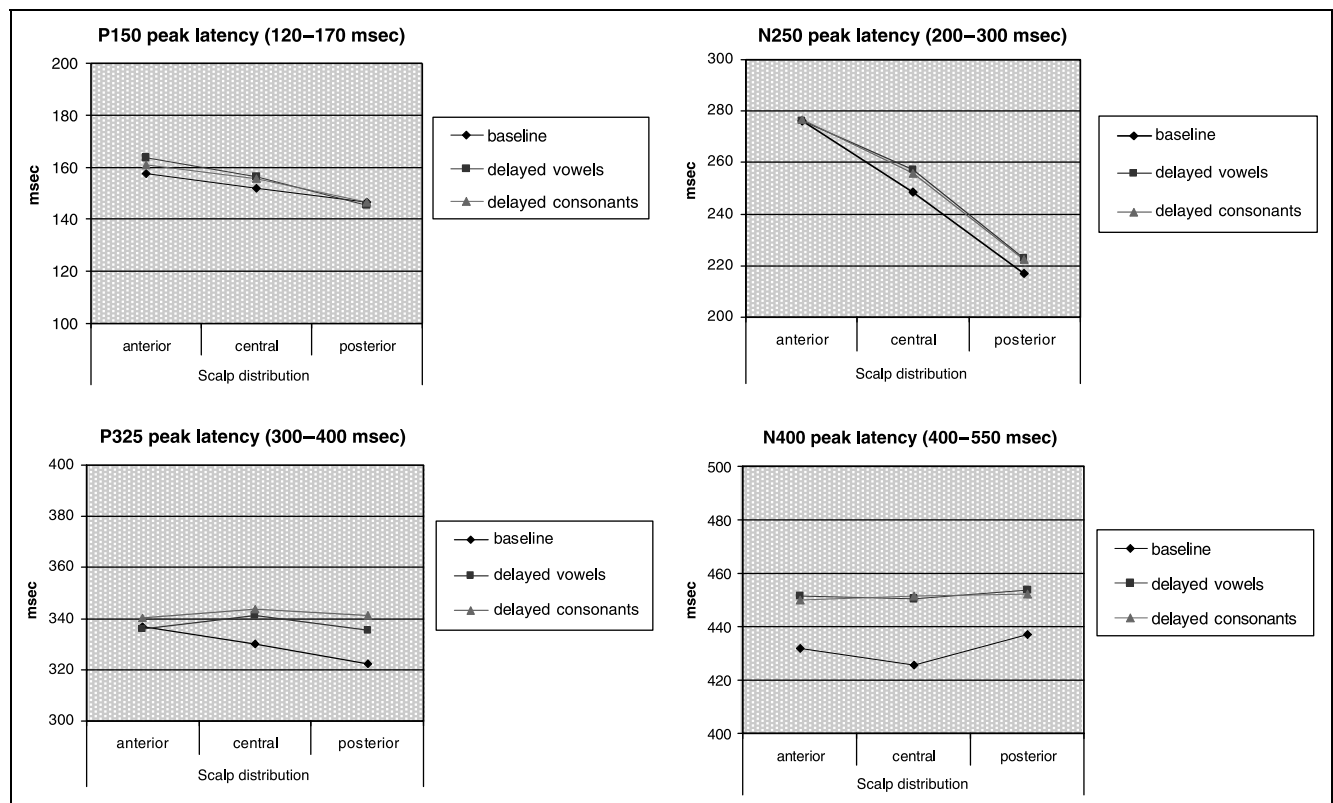 P150 peak latency (120–170 msec)
200
180
160
140
120
100
msec
anterior central posterior
Scalp distribution
baseline
delayed vowels
delayed consonants
N250 peak latency (200–300 msec)
300
280
260
240
220
200
msec
anterior central posterior
Scalp distribution
baseline
delayed vowels
delayed consonants
P325 peak latency (300–400 msec)
400
380
360
340
320
300
msec
anterior central posterior
Scalp distribution
baseline
delayed vowels
delayed consonants
N400 peak latency (400–550 msec)
500
480
460
440
420
400
msec
anterior central posterior
Scalp distribution
baseline
delayed vowels
delayed consonants